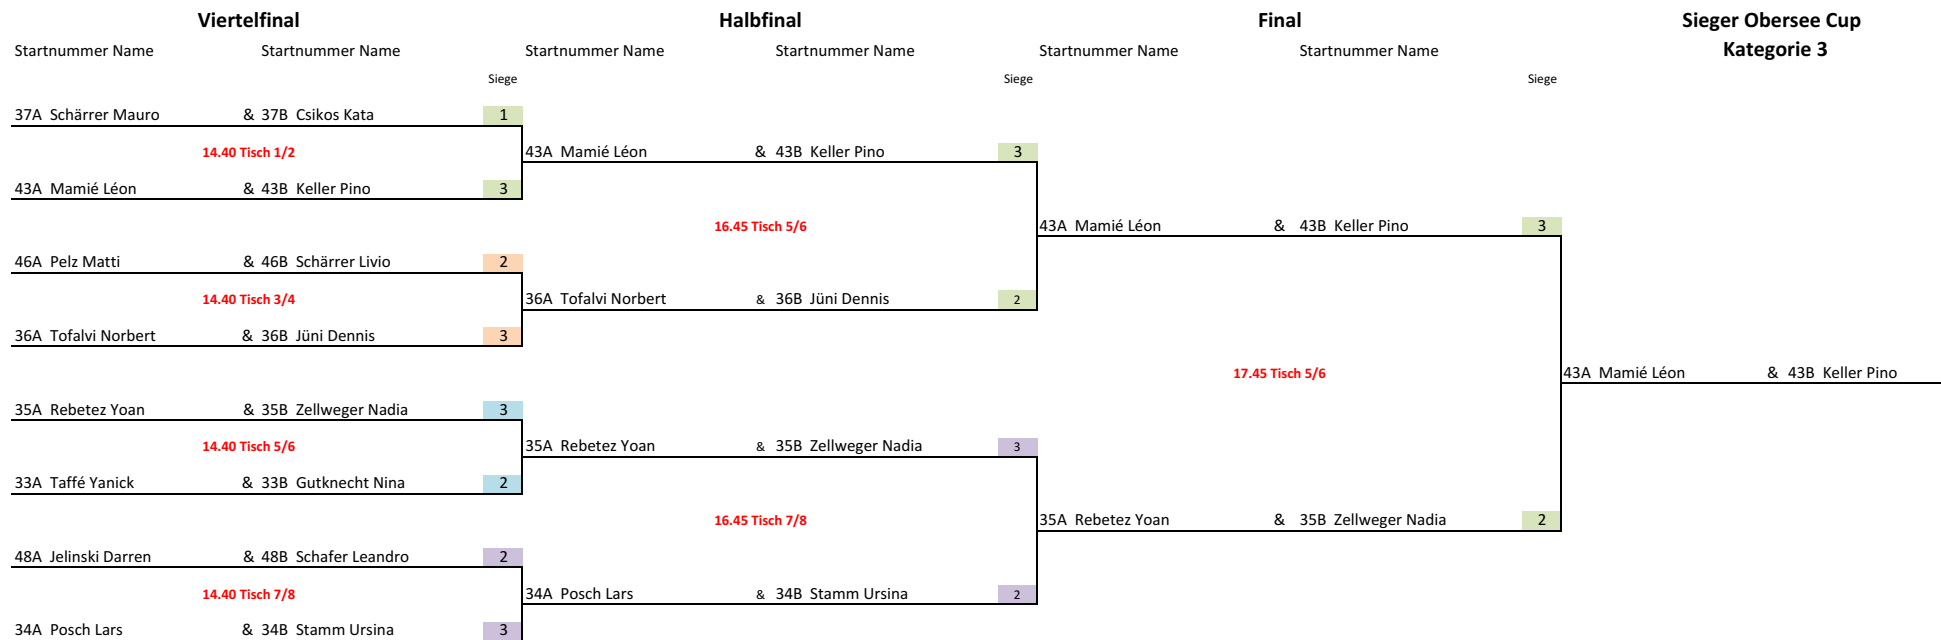 Viertelfinal Halbfinal Final Sieger Obersee Cup
Startnummer Name Startnummer Name Startnummer Name Startnummer Name Startnummer Name Startnummer Name Kategorie 3
Siege Siege Siege
37A Schärrer Mauro & 37B Csikos Kata 1
14.40 Tisch 1/2 43A Mamié Léon & 43B Keller Pino 3
43A Mamié Léon & 43B Keller Pino 3
16.45 Tisch 5/6 43A Mamié Léon & 43B Keller Pino 3
46A Pelz Matti & 46B Schärrer Livio 2
14.40 Tisch 3/4 36A Tofalvi Norbert & 36B Jüni Dennis 2
36A Tofalvi Norbert & 36B Jüni Dennis 3
17.45 Tisch 5/6 43A Mamié Léon & 43B Keller Pino
35A Rebetez Yoan & 35B Zellweger Nadia 3
14.40 Tisch 5/6 35A Rebetez Yoan & 35B Zellweger Nadia 3
33A Taffé Yanick & 33B Gutknecht Nina 2
16.45 Tisch 7/8 35A Rebetez Yoan & 35B Zellweger Nadia 2
48A Jelinski Darren & 48B Schafer Leandro 2
14.40 Tisch 7/8 34A Posch Lars & 34B Stamm Ursina 2
34A Posch Lars & 34B Stamm Ursina 3